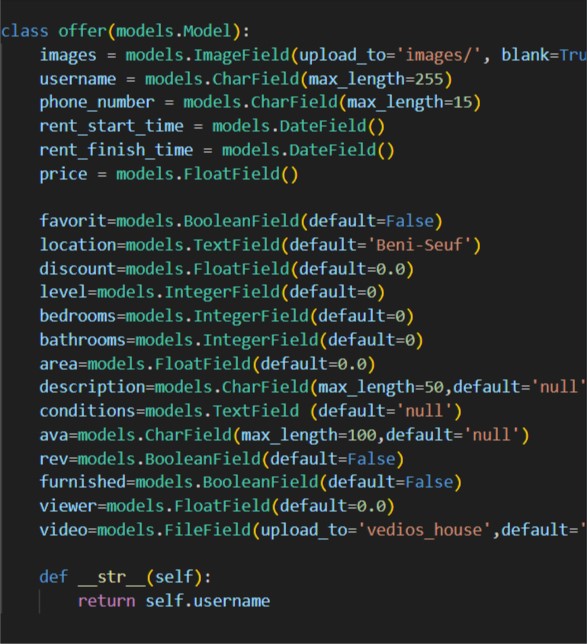 class offer(models.Model):
    images = models.ImageField(upload_to='images/', blank=Tru
    username = models.CharField(max_length=255)
    phone_number = models.CharField(max_length=15)
    rent_start_time = models.DateField()
    rent_finish_time = models.DateField()
    price = models.FloatField()

    favorit=models.BooleanField(default=False)
    location=models.TextField(default='Beni-Seuf')
    discount=models.FloatField(default=0.0)
    level=models.IntegerField(default=0)
    bedrooms=models.IntegerField(default=0)
    bathrooms=models.IntegerField(default=0)
    area=models.FloatField(default=0.0)
    description=models.CharField(max_length=50,default='null'
    conditions=models.TextField (default='null')
    ava=models.CharField(max_length=100,default='null')
    rev=models.BooleanField(default=False)
    furnished=models.BooleanField(default=False)
    viewer=models.FloatField(default=0.0)
    video=models.FileField(upload_to='vedios_house',default='

    def __str__(self):
        return self.username